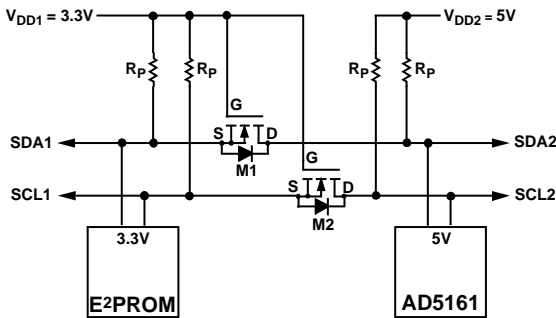 VDD1 = 3.3V
VDD2 = 5V
RP
RP
RP
RP
G
S
D
M1
SDA1
SDA2
G
S
D
M2
SCL1
SCL2
3.3V
E2PROM
5V
AD5161